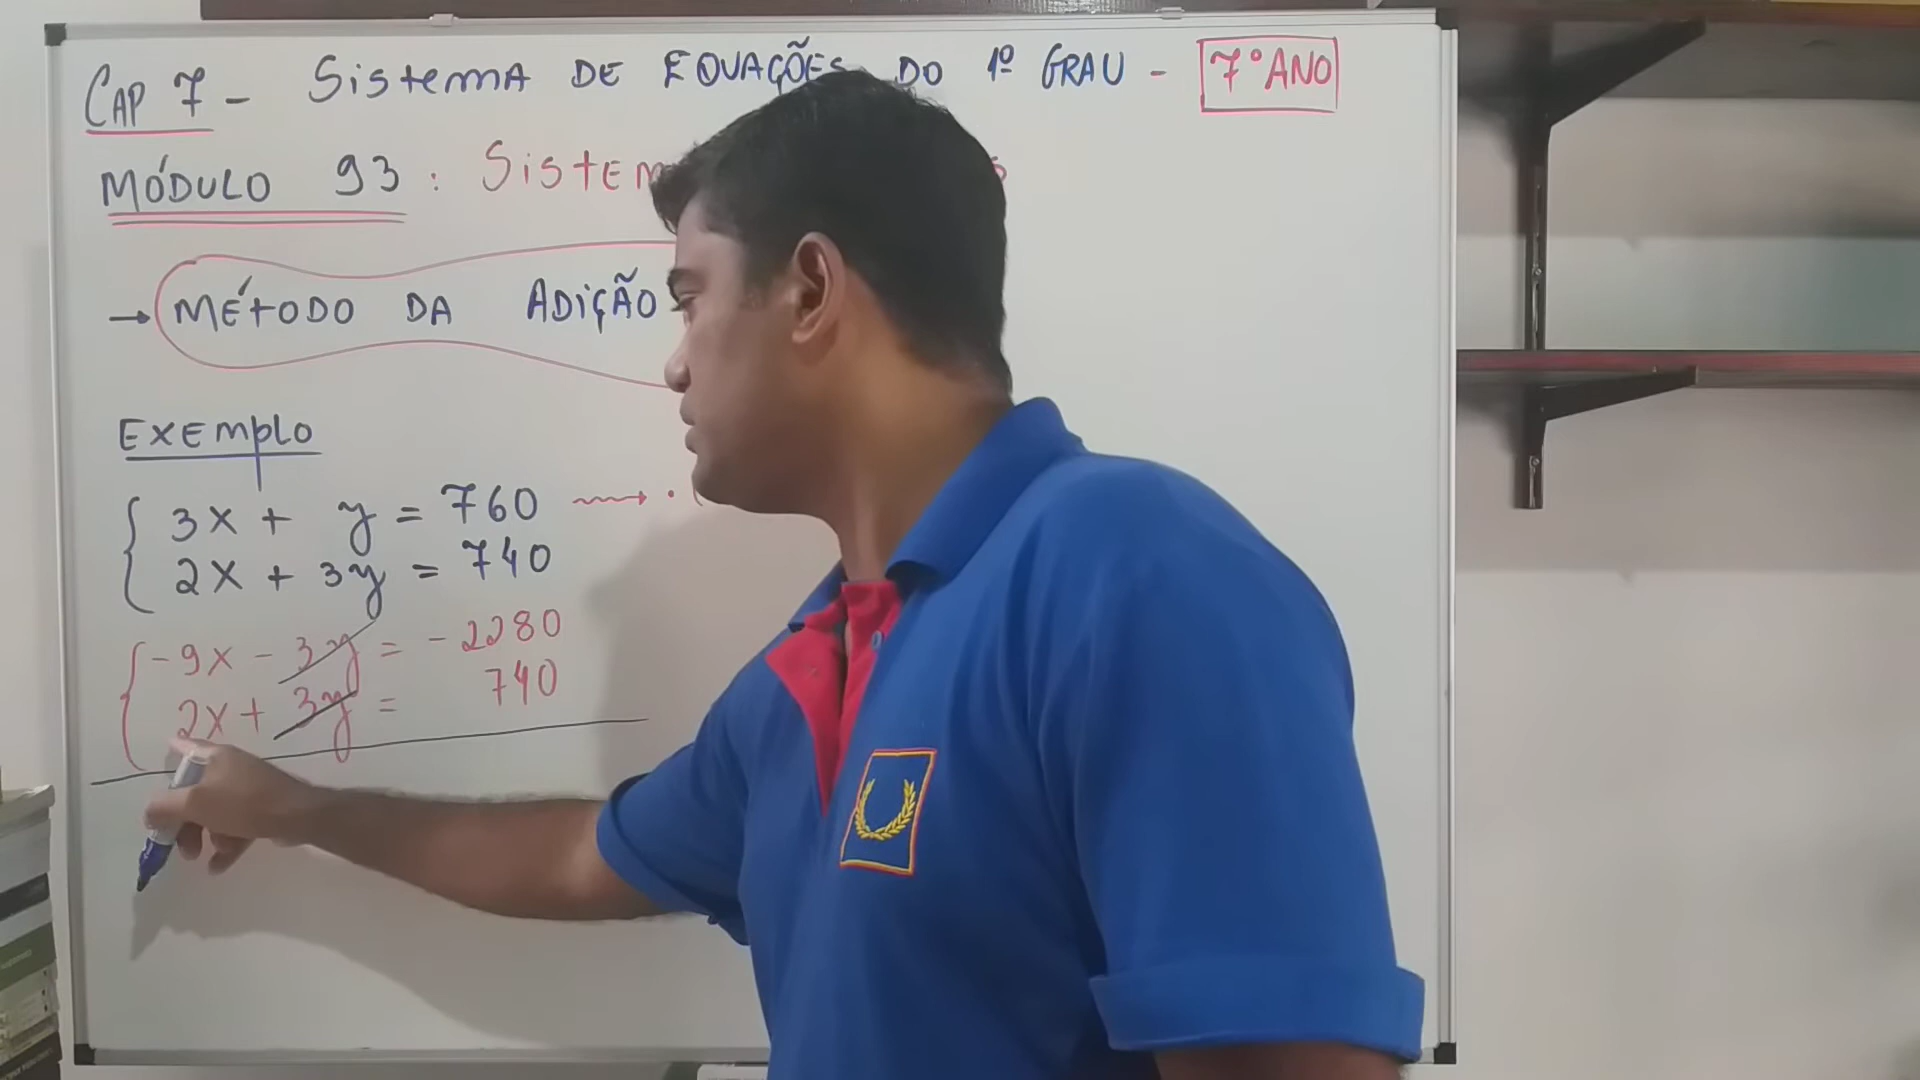 CAP 7 - SistemA DE EQUAÇÕES DO 1º GRAU - 7º ANO
MÓDULO 93 :
→ MÉTODO DA ADIÇÃO
EXEMPLO
3x + y = 760
2x + 3y = 740
-9x - 3y = -2280
2x + 3y = 740